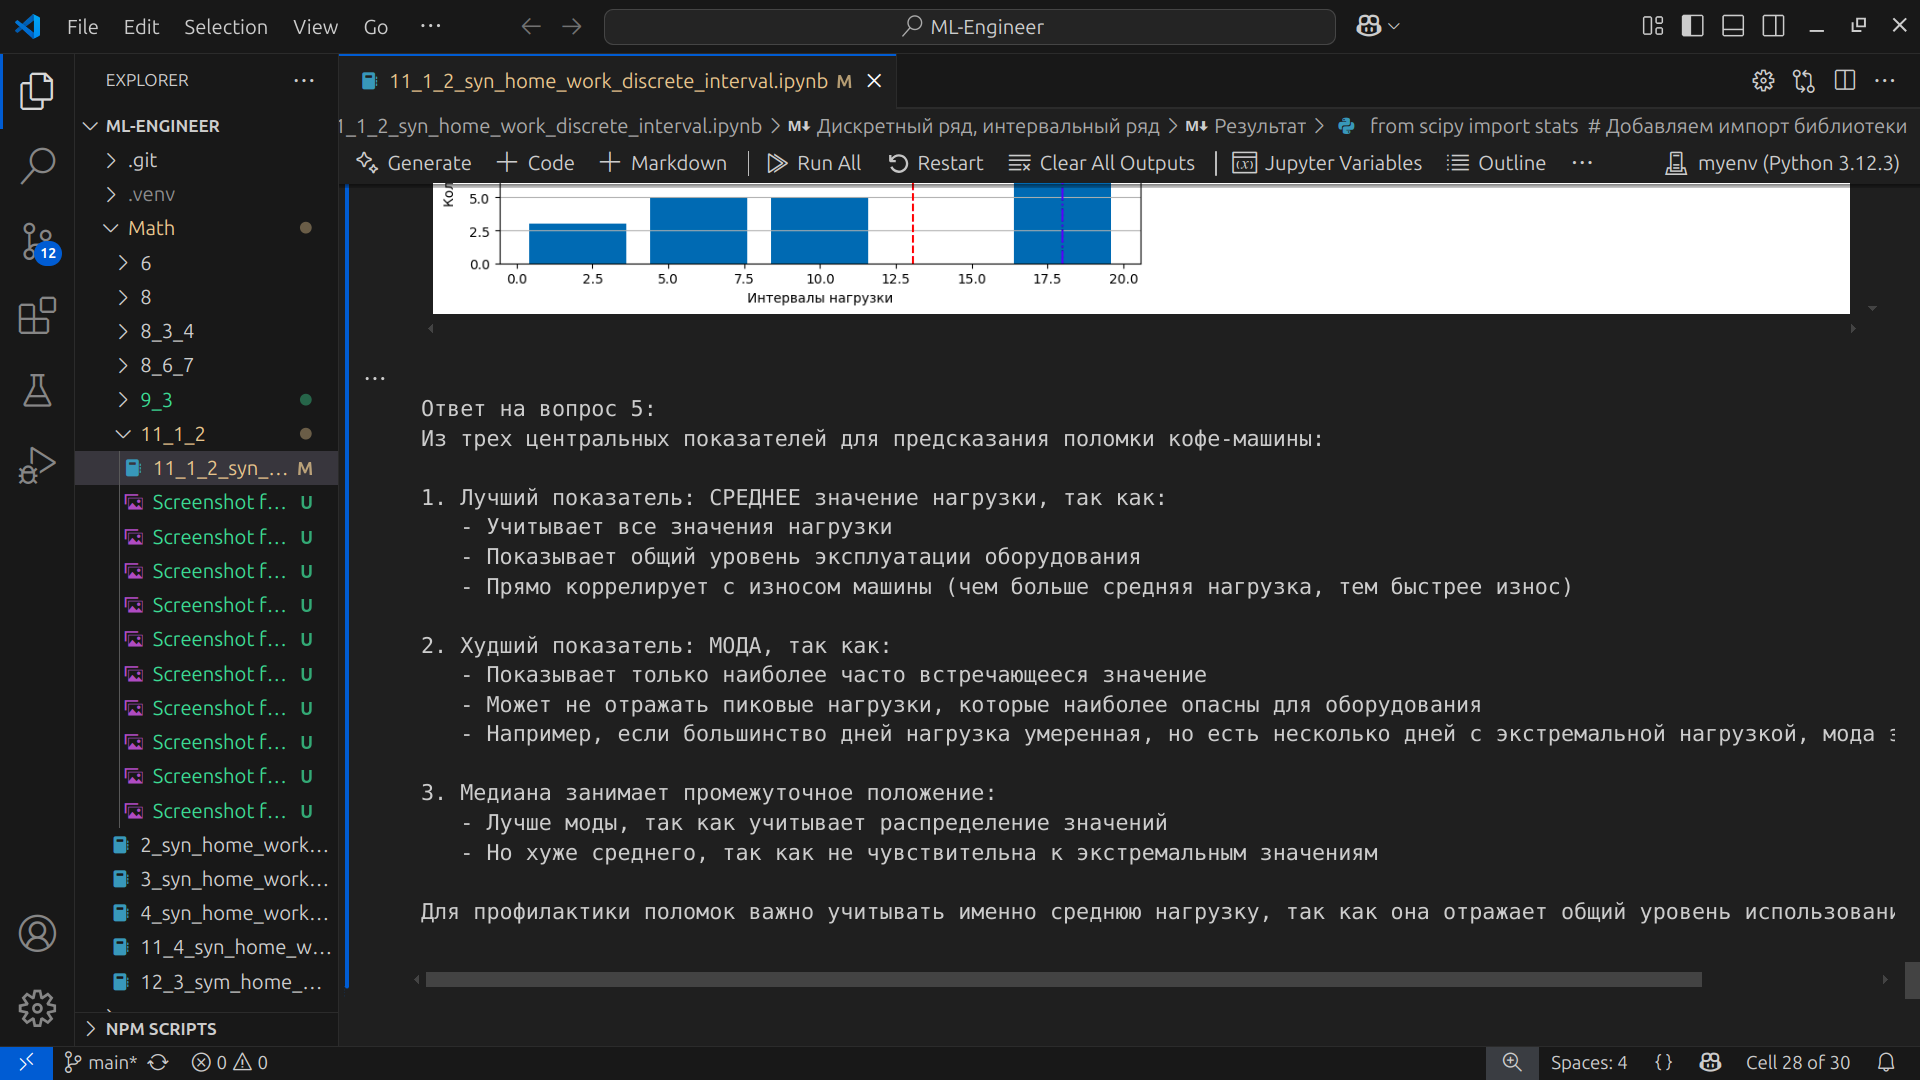 File Edit Selection View Go ···
ML-Engineer
EXPLORER
11_1_2_syn_home_work_discrete_interval.ipynb M
ML-ENGINEER
1_1_2_syn_home_work_discrete_interval.ipynb > M↓ Дискретный ряд, интервальный ряд > M↓ Результат > from scipy import stats # Добавляем импорт библиотеки
Generate + Code + Markdown Run All Restart Clear All Outputs Jupyter Variables Outline ··· myenv (Python 3.12.3)
.git
.venv
Math
6
8
8_3_4
8_6_7
9_3
11_1_2
11_1_2_syn_... M
Screenshot f... U
Screenshot f... U
Screenshot f... U
Screenshot f... U
Screenshot f... U
Screenshot f... U
Screenshot f... U
Screenshot f... U
Screenshot f... U
Screenshot f... U
2_syn_home_work...
3_syn_home_work...
4_syn_home_work...
11_4_syn_home_w...
12_3_sym_home_...
NPM SCRIPTS
12
Кол
5.0
2.5
0.0
0.0 2.5 5.0 7.5 10.0 12.5 15.0 17.5 20.0
Интервалы нагрузки
...
Ответ на вопрос 5:
Из трех центральных показателей для предсказания поломки кофе-машины:
1. Лучший показатель: СРЕДНЕЕ значение нагрузки, так как:
- Учитывает все значения нагрузки
- Показывает общий уровень эксплуатации оборудования
- Прямо коррелирует с износом машины (чем больше средняя нагрузка, тем быстрее износ)
2. Худший показатель: МОДА, так как:
- Показывает только наиболее часто встречающееся значение
- Может не отражать пиковые нагрузки, которые наиболее опасны для оборудования
- Например, если большинство дней нагрузка умеренная, но есть несколько дней с экстремальной нагрузкой, мода
3. Медиана занимает промежуточное положение:
- Лучше моды, так как учитывает распределение значений
- Но хуже среднего, так как не чувствительна к экстремальным значениям
Для профилактики поломок важно учитывать именно среднюю нагрузку, так как она отражает общий уровень использовани
main* 0 0
Spaces: 4 {} Cell 28 of 30